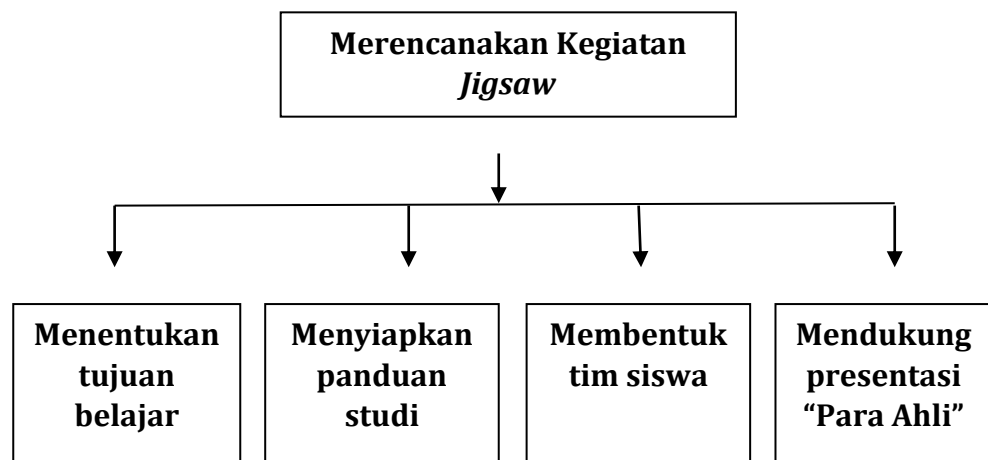 Merencanakan Kegiatan
Jigsaw
Menentukan
tujuan
belajar
Menyiapkan
panduan
studi
Membentuk
tim siswa
Mendukung
presentasi
“Para Ahli”